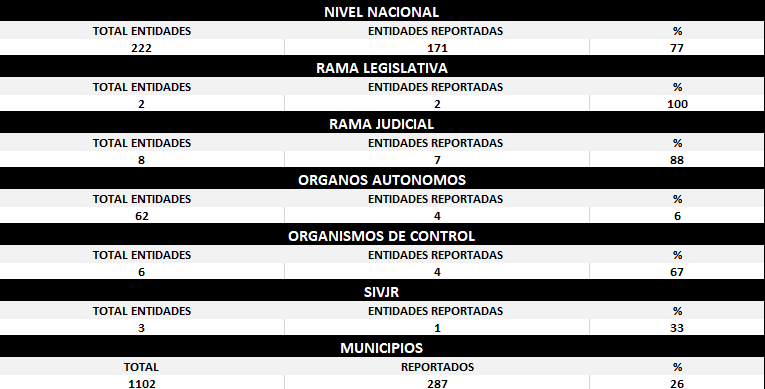 NIVEL NACIONAL
TOTAL ENTIDADES ENTIDADES REPORTADAS %
222 171 77
RAMA LEGISLATIVA
TOTAL ENTIDADES ENTIDADES REPORTADAS %
2 2 100
RAMA JUDICIAL
TOTAL ENTIDADES ENTIDADES REPORTADAS %
8 7 88
ORGANOS AUTONOMOS
TOTAL ENTIDADES ENTIDADES REPORTADAS %
62 4 6
ORGANISMOS DE CONTROL
TOTAL ENTIDADES ENTIDADES REPORTADAS %
6 4 67
SIVJR
TOTAL ENTIDADES ENTIDADES REPORTADAS %
3 1 33
MUNICIPIOS
TOTAL REPORTADOS %
1102 287 26